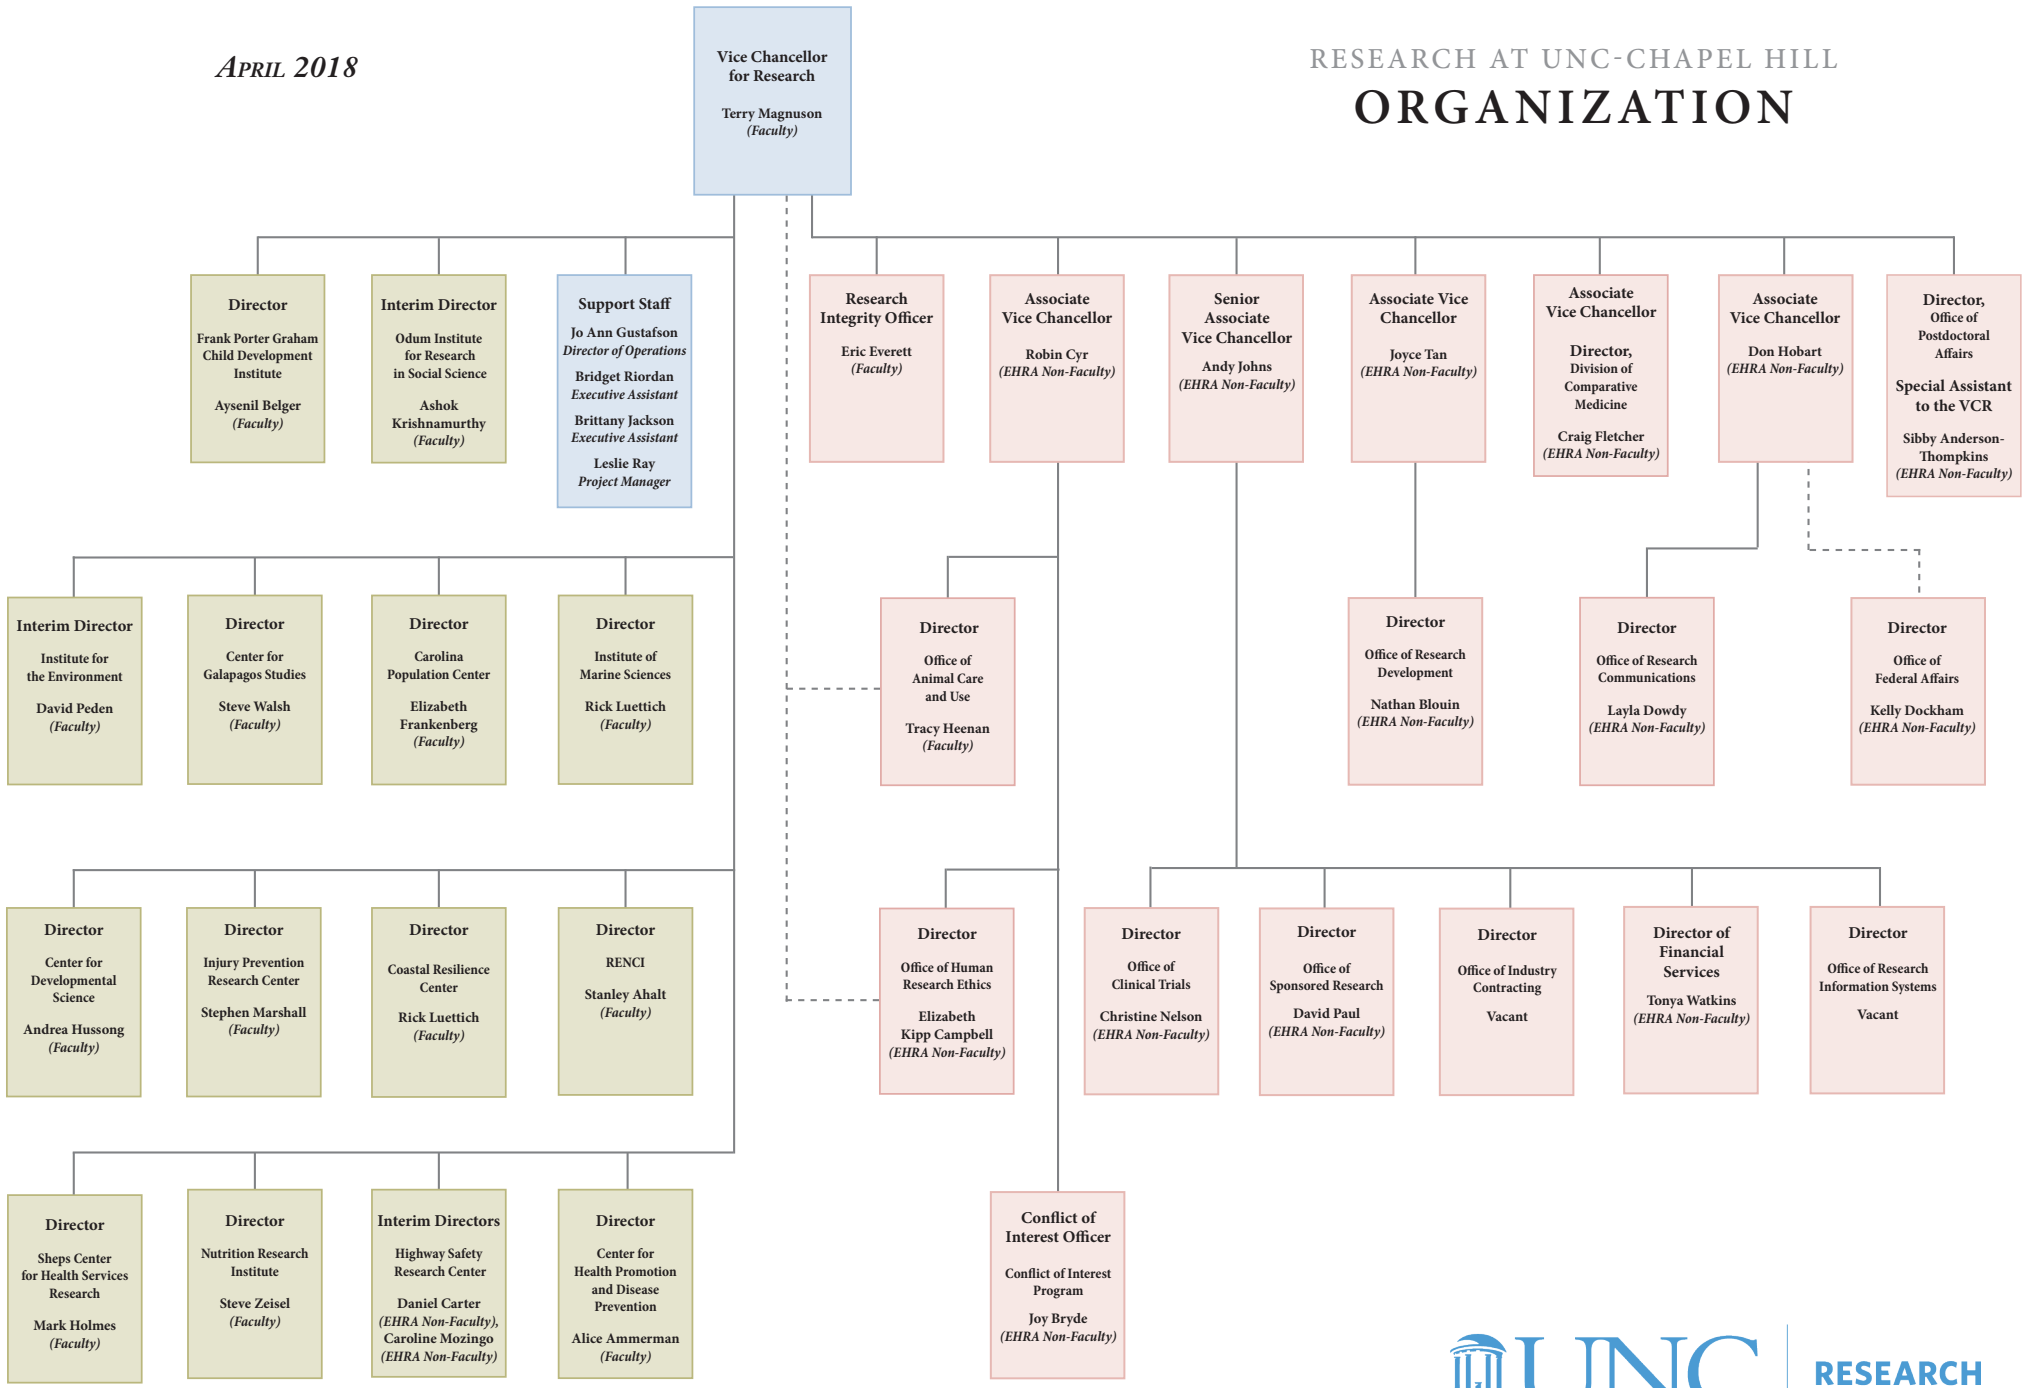 APRIL 2018
RESEARCH AT UNC-CHAPEL HILL
ORGANIZATION
Vice Chancellor
for Research
Terry Magnuson
(Faculty)
Director
Frank Porter Graham
Child Development
Institute
Aysenil Belger
(Faculty)
Interim Director
Odum Institute
for Research
in Social Science
Ashok
Krishnamurthy
(Faculty)
Support Staff
Jo Ann Gustafson
Director of Operations
Bridget Riordan
Executive Assistant
Brittany Jackson
Executive Assistant
Leslie Ray
Project Manager
Research
Integrity Officer
Eric Everett
(Faculty)
Associate
Vice Chancellor
Robin Cyr
(EHRA Non-Faculty)
Senior
Associate
Vice Chancellor
Andy Johns
(EHRA Non-Faculty)
Associate Vice
Chancellor
Joyce Tan
(EHRA Non-Faculty)
Associate
Vice Chancellor
Director,
Division of
Comparative
Medicine
Craig Fletcher
(EHRA Non-Faculty)
Associate
Vice Chancellor
Don Hobart
(EHRA Non-Faculty)
Director,
Office of
Postdoctoral
Affairs
Special Assistant
to the VCR
Sibby Anderson-
Thompkins
(EHRA Non-Faculty)
Interim Director
Institute for
the Environment
David Peden
(Faculty)
Director
Center for
Galapagos Studies
Steve Walsh
(Faculty)
Director
Carolina
Population Center
Elizabeth
Frankenberg
(Faculty)
Director
Institute of
Marine Sciences
Rick Luettich
(Faculty)
Director
Office of
Animal Care
and Use
Tracy Heenan
(Faculty)
Director
Office of Research
Development
Nathan Blouin
(EHRA Non-Faculty)
Director
Office of Research
Communications
Layla Dowdy
(EHRA Non-Faculty)
Director
Office of
Federal Affairs
Kelly Dockham
(EHRA Non-Faculty)
Director
Center for
Developmental
Science
Andrea Hussong
(Faculty)
Director
Injury Prevention
Research Center
Stephen Marshall
(Faculty)
Director
Coastal Resilience
Center
Rick Luettich
(Faculty)
Director
RENCI
Stanley Ahalt
(Faculty)
Director
Office of Human
Research Ethics
Elizabeth
Kipp Campbell
(EHRA Non-Faculty)
Director
Office of
Clinical Trials
Christine Nelson
(EHRA Non-Faculty)
Director
Office of
Sponsored Research
David Paul
(EHRA Non-Faculty)
Director
Office of Industry
Contracting
Vacant
Director of
Financial
Services
Tonya Watkins
(EHRA Non-Faculty)
Director
Office of Research
Information Systems
Vacant
Director
Sheps Center
for Health Services
Research
Mark Holmes
(Faculty)
Director
Nutrition Research
Institute
Steve Zeisel
(Faculty)
Interim Directors
Highway Safety
Research Center
Daniel Carter
(EHRA Non-Faculty),
Caroline Mozingo
(EHRA Non-Faculty)
Director
Center for
Health Promotion
and Disease
Prevention
Alice Ammerman
(Faculty)
Conflict of
Interest Officer
Conflict of Interest
Program
Joy Bryde
(EHRA Non-Faculty)
UNC
RESEARCH